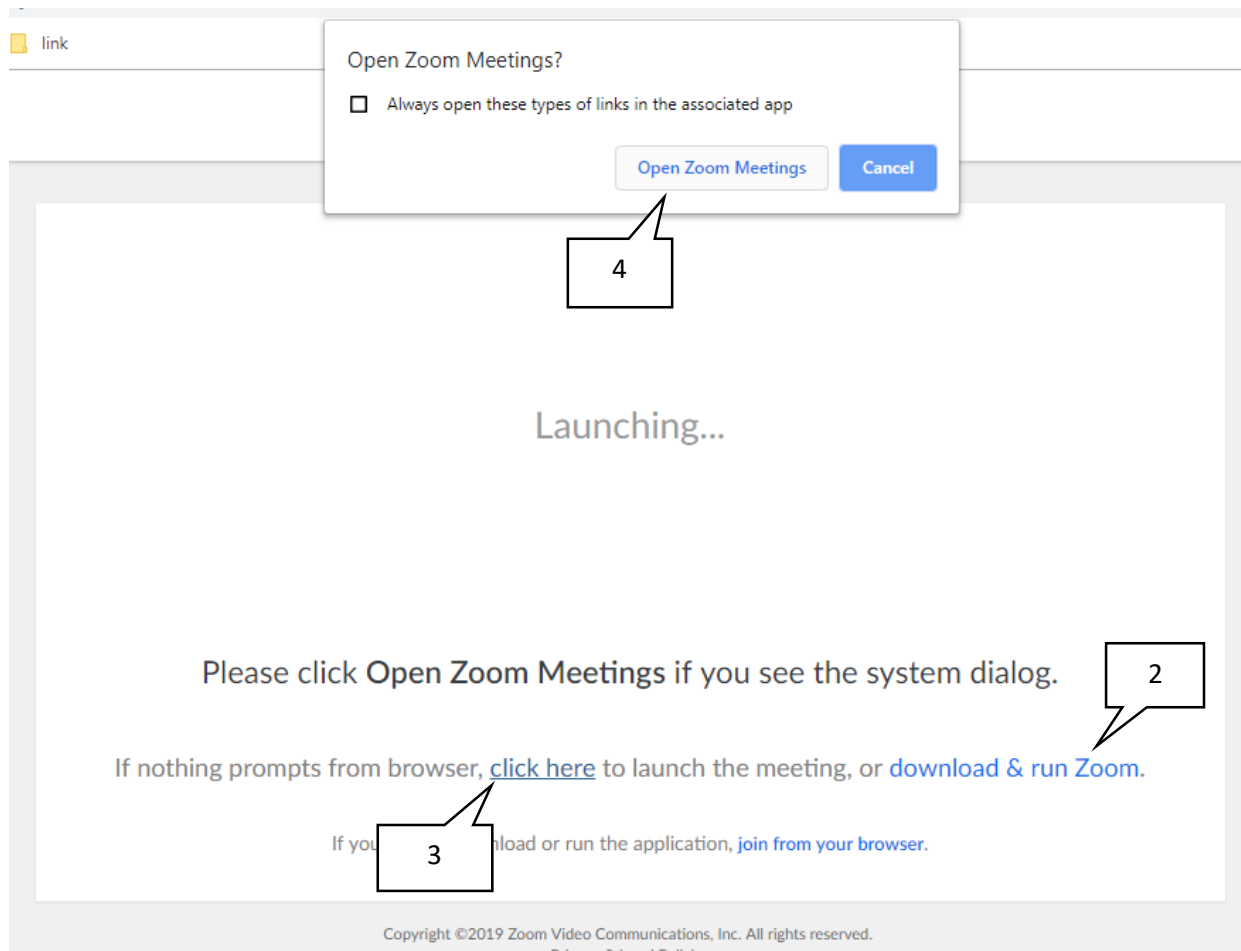 link
Open Zoom Meetings?
Always open these types of links in the associated app
Open Zoom Meetings Cancel
4
Launching...
Please click Open Zoom Meetings if you see the system dialog.
2
If nothing prompts from browser, click here to launch the meeting, or download & run Zoom.
If you load or run the application, join from your browser.
3
Copyright ©2019 Zoom Video Communications, Inc. All rights reserved.